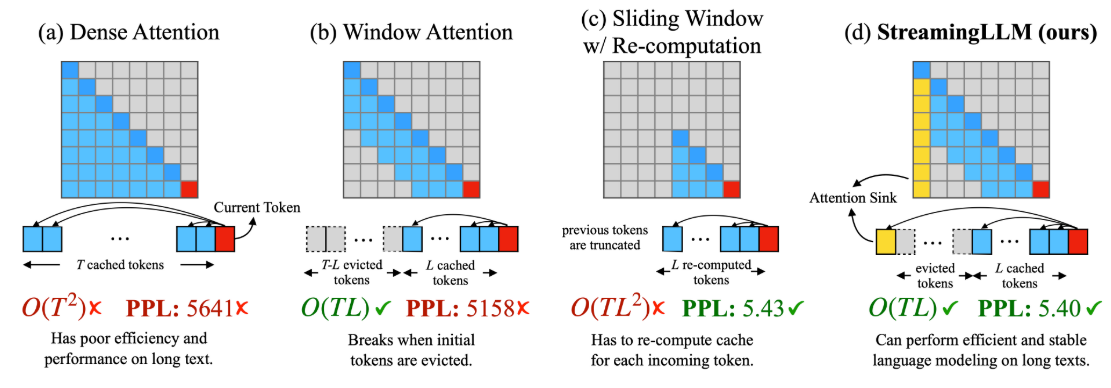 (a) Dense Attention
Current Token
...
T cached tokens
O(T²)✗ PPL: 5641✗
Has poor efficiency and
performance on long text.
(b) Window Attention
... ...
T-L evicted
tokens
L cached
tokens
O(TL)✓ PPL: 5158✗
Breaks when initial
tokens are evicted.
(c) Sliding Window
w/ Re-computation
previous tokens
are truncated
...
L re-computed
tokens
O(TL²)✗ PPL: 5.43✓
Has to re-compute cache
for each incoming token.
(d) StreamingLLM (ours)
Attention Sink
... ...
evicted
tokens
L cached
tokens
O(TL)✓ PPL: 5.40✓
Can perform efficient and stable
language modeling on long texts.